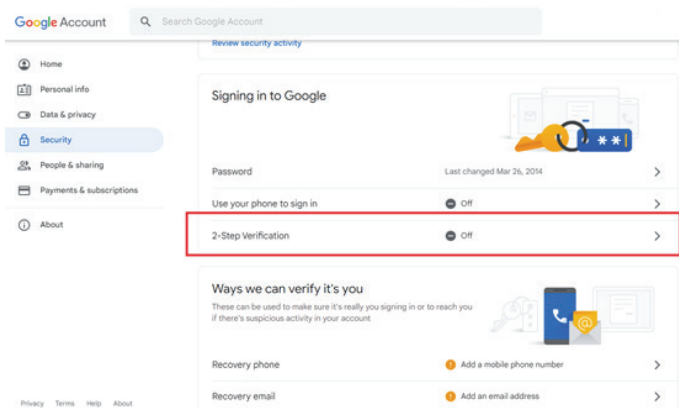 Google Account
Search Google Account
Home
Personal info
Data & privacy
Security
People & sharing
Payments & subscriptions
About
Privacy Terms Help About
Review security activity
Signing in to Google
**
Password Last changed Mar 26, 2014
Use your phone to sign in Off
2-Step Verification Off
Ways we can verify it's you
These can be used to make sure it's really you signing in or to reach you
if there's suspicious activity in your account
@
Recovery phone ! Add a mobile phone number
Recovery email ! Add an email address